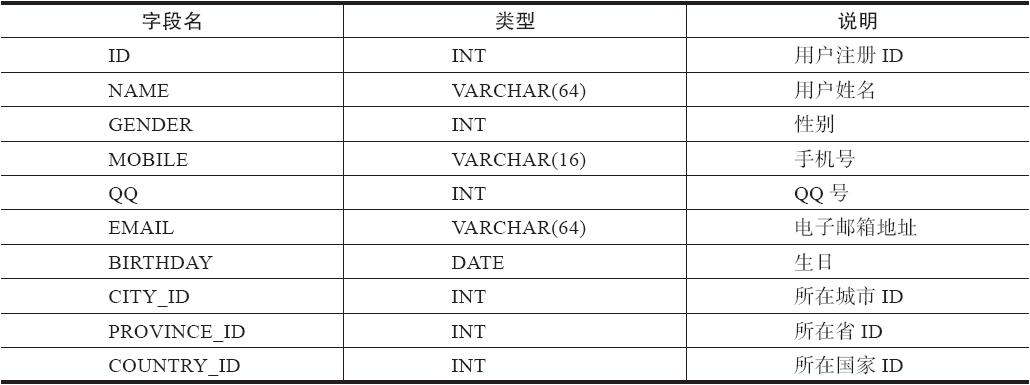 字段名 类型 说明
ID INT 用户注册 ID
NAME VARCHAR(64) 用户姓名
GENDER INT 性别
MOBILE VARCHAR(16) 手机号
QQ INT QQ 号
EMAIL VARCHAR(64) 电子邮箱地址
BIRTHDAY DATE 生日
CITY_ID INT 所在城市 ID
PROVINCE_ID INT 所在省 ID
COUNTRY_ID INT 所在国家 ID